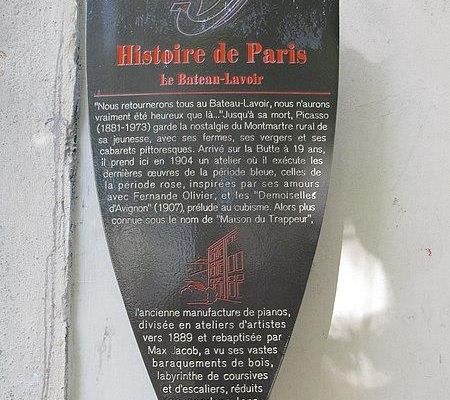 Histoire de Paris
Le Bateau-Lavoir
"Nous retournerons tous au Bateau-Lavoir, nous n'aurons
vraiment été heureux que là..."Jusqu'à sa mort, Picasso
(1881-1973) garde la nostalgie du Montmartre rural de
sa jeunesse, avec ses fermes, ses vergers et ses
cabarets pittoresques. Arrivé sur la Butte à 19 ans,
il prend ici en 1904 un atelier où il exécute les
dernières œuvres de la période bleue, celles de
la période rose, inspirées par ses amours
avec Fernande Olivier, et les "Demoiselles
d'Avignon" (1907), prélude au cubisme. Alors plus
connue sous le nom de "Maison du Trappeur",
l'ancienne manufacture de pianos,
divisée en ateliers d'artistes
vers 1889 et rebaptisée par
Max Jacob, a vu ses vastes
baraquements de bois,
labyrinthe de coursives
et d'escaliers, réduits